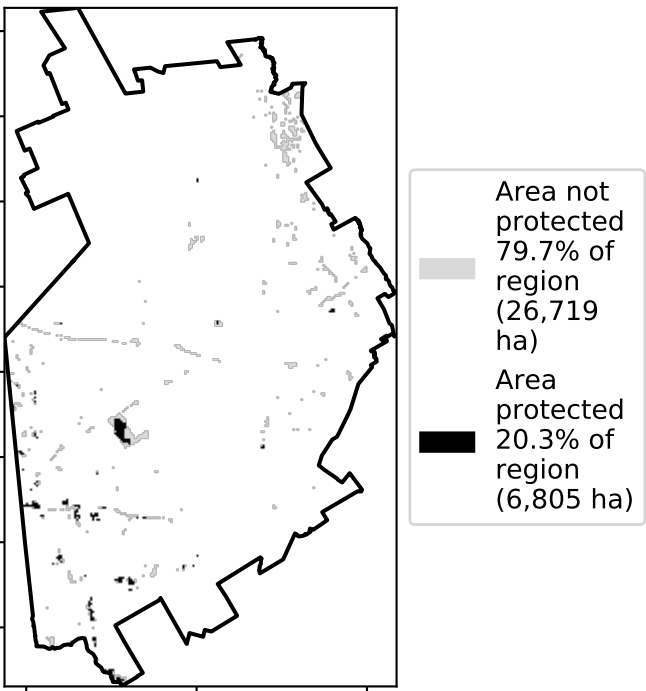 Area not
protected
79.7% of
region
(26,719
ha)
Area
protected
20.3% of
region
(6,805 ha)